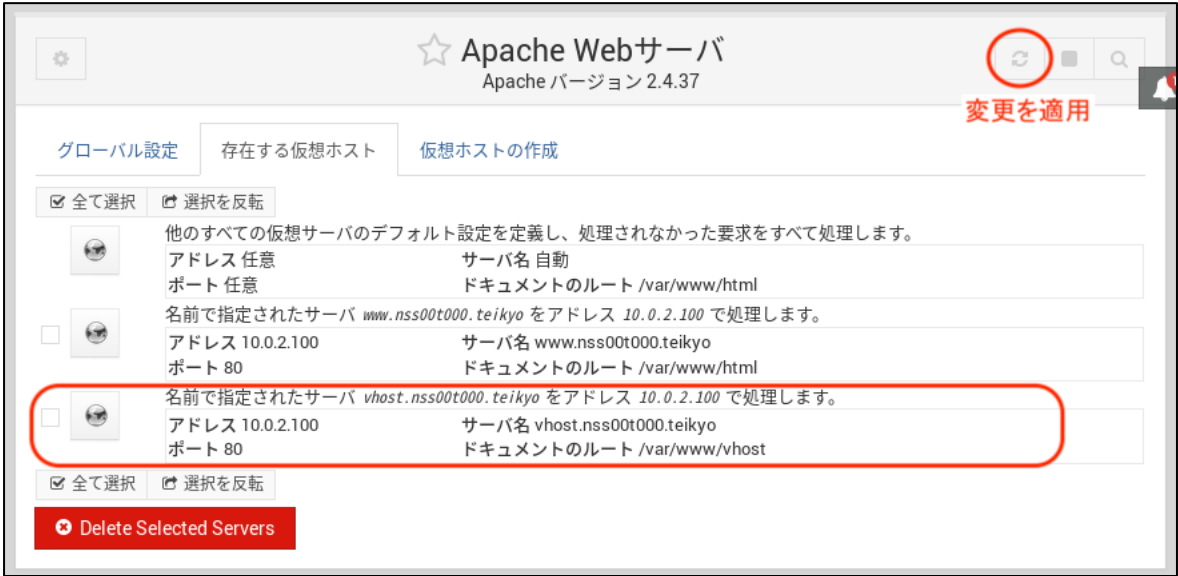 Apache Webサーバ
Apache バージョン 2.4.37
変更を適用
グローバル設定 存在する仮想ホスト 仮想ホストの作成
全て選択 選択を反転
他のすべての仮想サーバのデフォルト設定を定義し、処理されなかった要求をすべて処理します。
アドレス 任意 サーバ名 自動
ポート 任意 ドキュメントのルート /var/www/html
名前で指定されたサーバ www.nss00t000.teikyo をアドレス 10.0.2.100 で処理します。
アドレス 10.0.2.100 サーバ名 www.nss00t000.teikyo
ポート 80 ドキュメントのルート /var/www/html
名前で指定されたサーバ vhost.nss00t000.teikyo をアドレス 10.0.2.100 で処理します。
アドレス 10.0.2.100 サーバ名 vhost.nss00t000.teikyo
ポート 80 ドキュメントのルート /var/www/vhost
全て選択 選択を反転
Delete Selected Servers